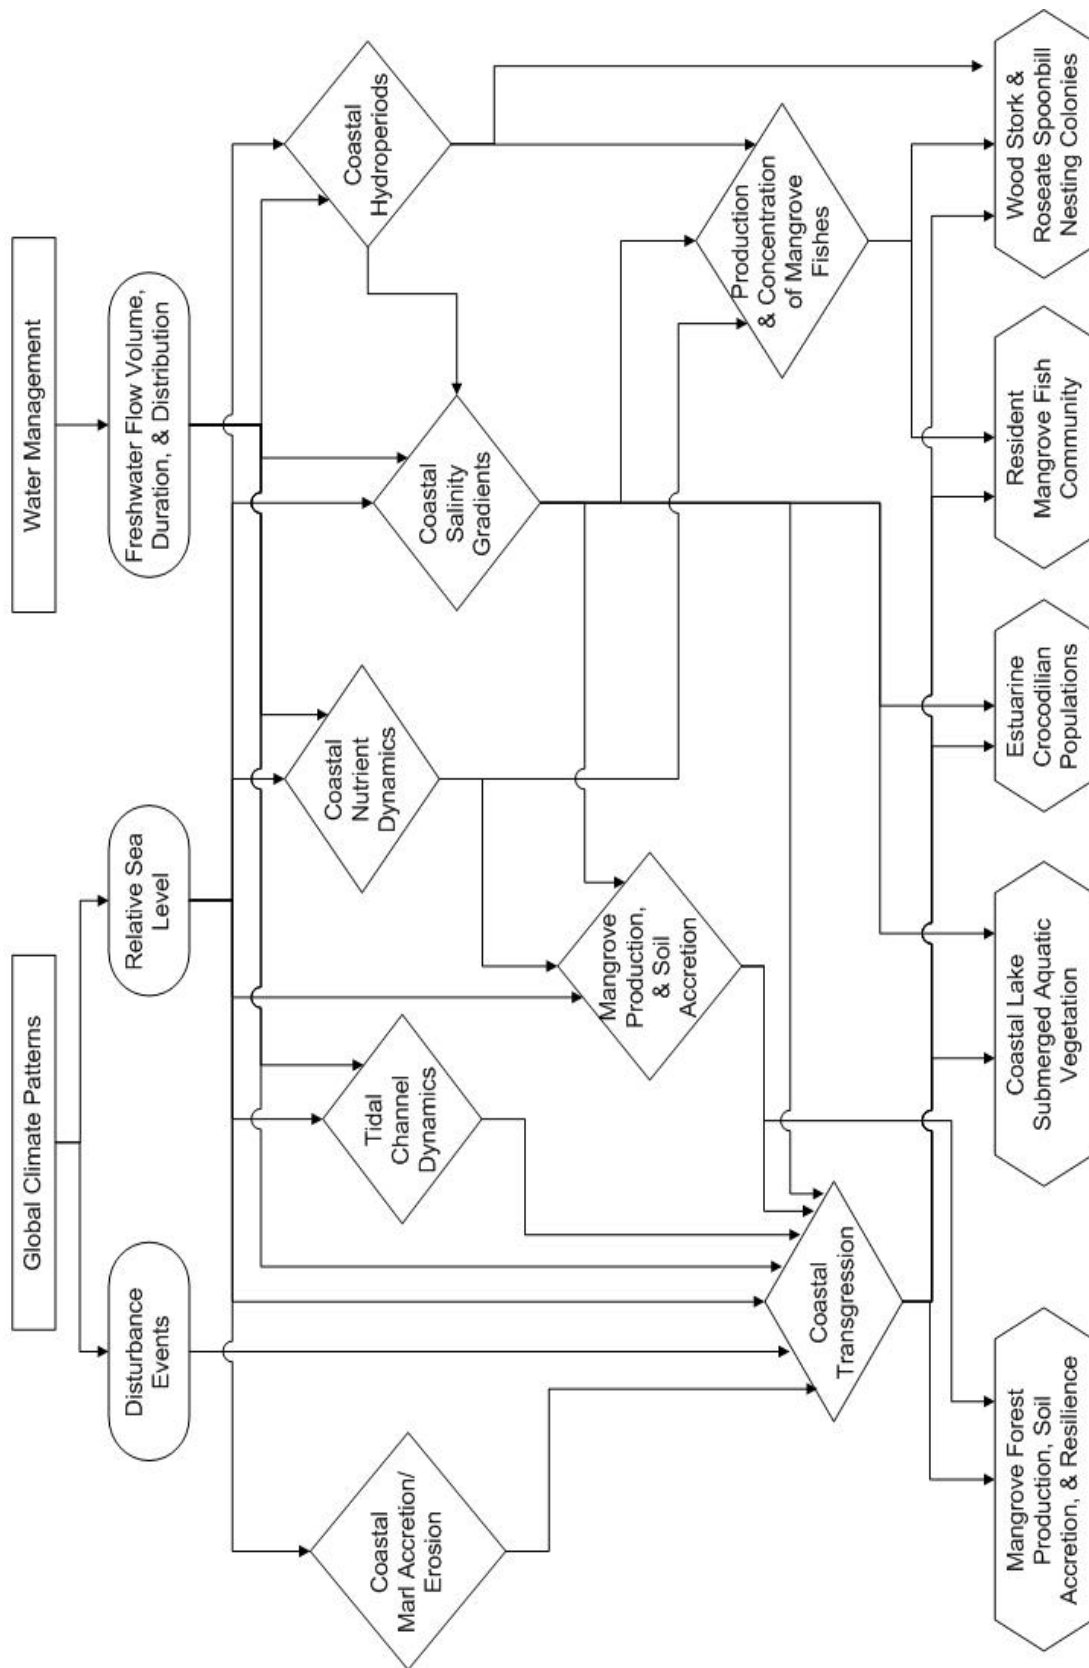 Global Climate Patterns
Water Management
Disturbance
Events
Relative Sea
Level
Freshwater Flow Volume,
Duration, & Distribution
Coastal
Marl Accretion/
Erosion
Tidal
Channel
Dynamics
Coastal
Nutrient
Dynamics
Coastal
Salinity
Gradients
Coastal
Hydroperiods
Mangrove
Production,
& Soil
Accretion
Production
& Concentration
of Mangrove
Fishes
Coastal
Transgression
Mangrove Forest
Production, Soil
Accretion, & Resilience
Coastal Lake
Submerged Aquatic
Vegetation
Estuarine
Crocodilian
Populations
Resident
Mangrove Fish
Community
Wood Stork &
Roseate Spoonbill
Nesting Colonies